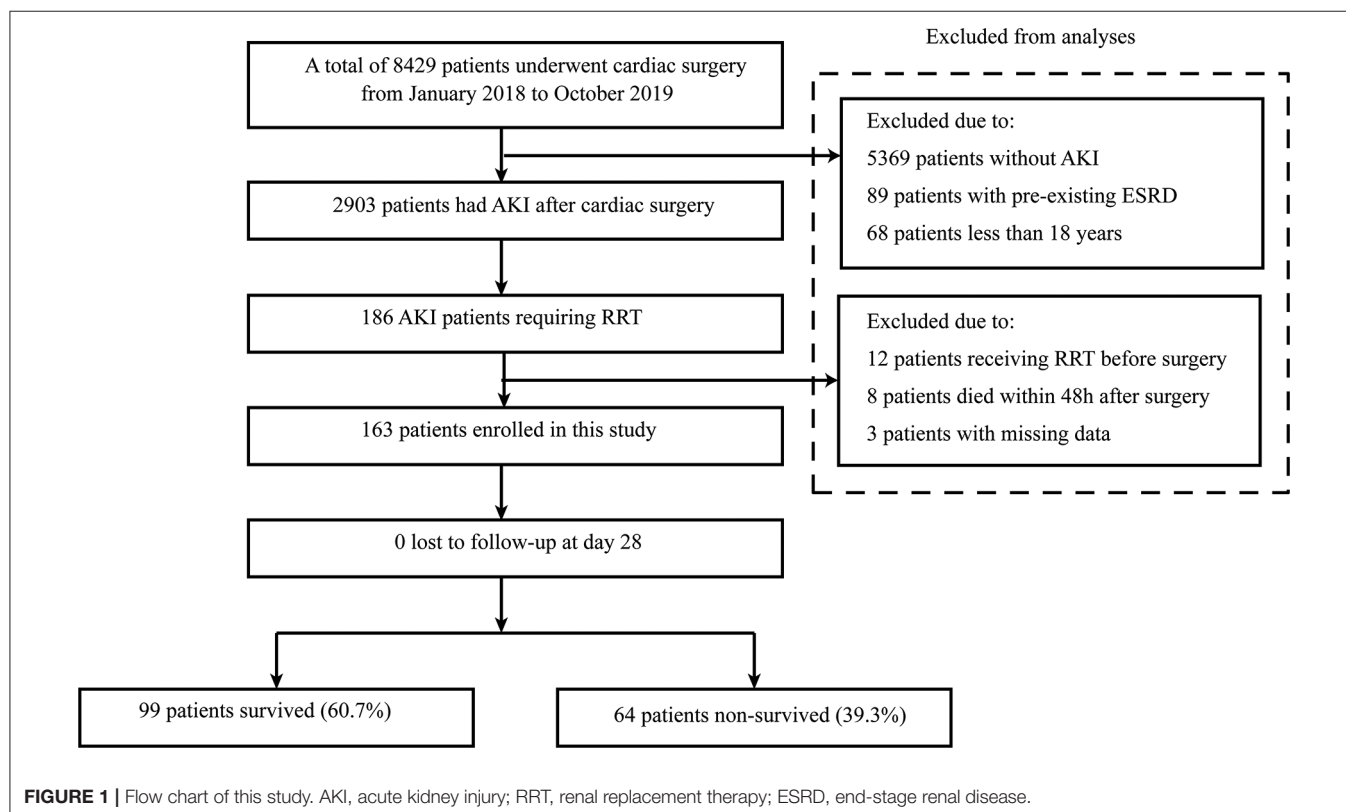 A total of 8429 patients underwent cardiac surgery
from January 2018 to October 2019
Excluded from analyses
Excluded due to:
5369 patients without AKI
89 patients with pre-existing ESRD
68 patients less than 18 years
2903 patients had AKI after cardiac surgery
186 AKI patients requiring RRT
Excluded due to:
12 patients receiving RRT before surgery
8 patients died within 48h after surgery
3 patients with missing data
163 patients enrolled in this study
0 lost to follow-up at day 28
99 patients survived (60.7%)
64 patients non-survived (39.3%)
FIGURE 1 | Flow chart of this study. AKI, acute kidney injury; RRT, renal replacement therapy; ESRD, end-stage renal disease.